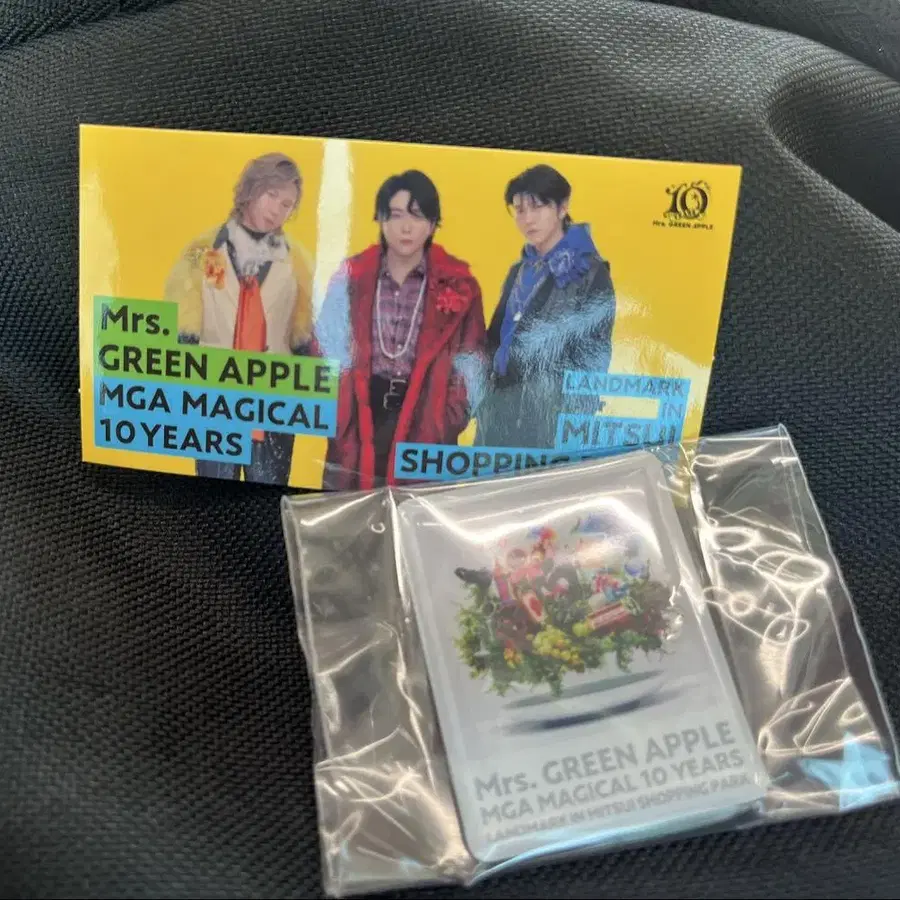 10
Mrs. GREEN APPLE
Mrs.
GREEN APPLE
MGA MAGICAL
10 YEARS
LANDMARK
IN
MITSUI
SHOPPING
Mrs. GREEN APPLE
MGA MAGICAL 10 YEARS
LANDMARK IN MITSUI SHOPPING PARK